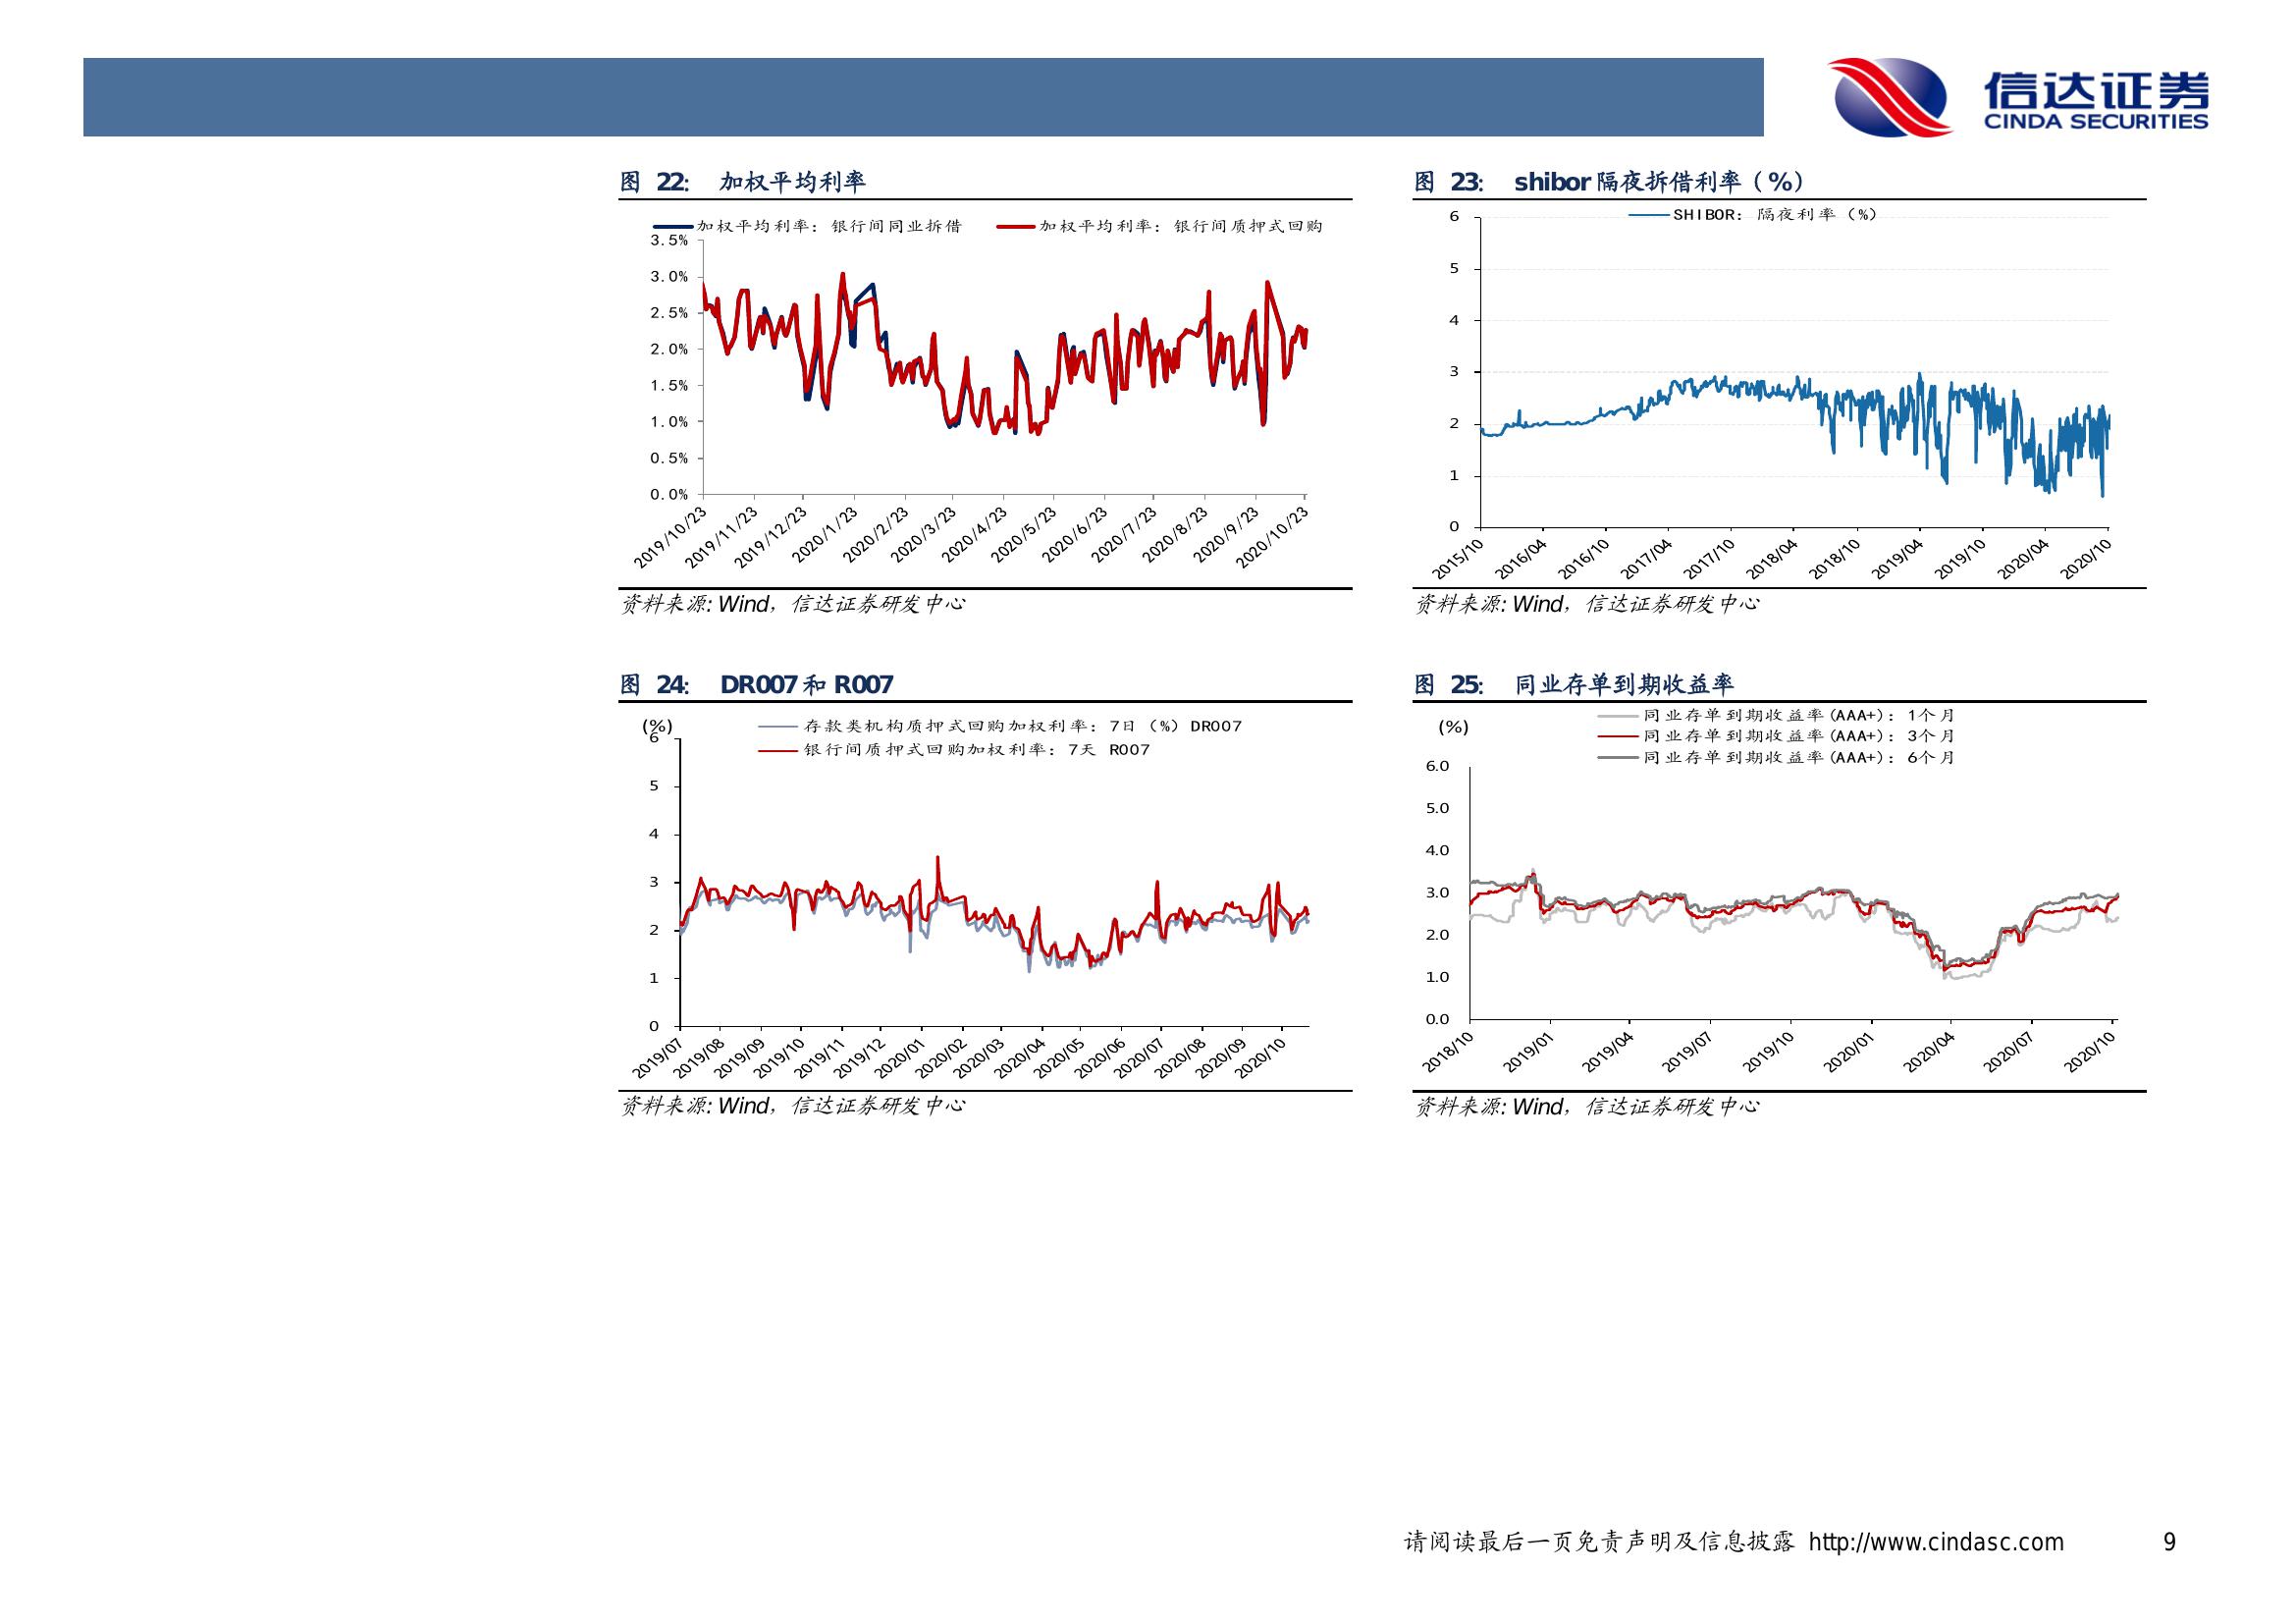 信达证券
CINDA SECURITIES
图 22: 加权平均利率
加权平均利率: 银行间同业拆借 加权平均利率: 银行间质押式回购
3.5%
3.0%
2.5%
2.0%
1.5%
1.0%
0.5%
0.0%
2019/10/23 2019/11/23 2019/12/23 2020/1/23 2020/2/23 2020/3/23 2020/4/23 2020/5/23 2020/6/23 2020/7/23 2020/8/23 2020/9/23 2020/10/23
资料来源: Wind, 信达证券研发中心
图 23: shibor 隔夜拆借利率 (%)
SHIBOR: 隔夜利率 (%)
6
5
4
3
2
1
0
2015/10 2016/04 2016/10 2017/04 2017/10 2018/04 2018/10 2019/04 2019/10 2020/04 2020/10
资料来源: Wind, 信达证券研发中心
图 24: DR007 和 R007
(%)
存款类机构质押式回购加权利率: 7日 (%) DR007
银行间质押式回购加权利率: 7天 R007
6
5
4
3
2
1
0
2019/07 2019/08 2019/09 2019/10 2019/11 2019/12 2020/01 2020/02 2020/03 2020/04 2020/05 2020/06 2020/07 2020/08 2020/09 2020/10
资料来源: Wind, 信达证券研发中心
图 25: 同业存单到期收益率
(%)
同业存单到期收益率(AAA+): 1个月
同业存单到期收益率(AAA+): 3个月
同业存单到期收益率(AAA+): 6个月
6.0
5.0
4.0
3.0
2.0
1.0
0.0
2018/10 2019/01 2019/04 2019/07 2019/10 2020/01 2020/04 2020/07 2020/10
资料来源: Wind, 信达证券研发中心
请阅读最后一页免责声明及信息披露 http://www.cindasc.com 9